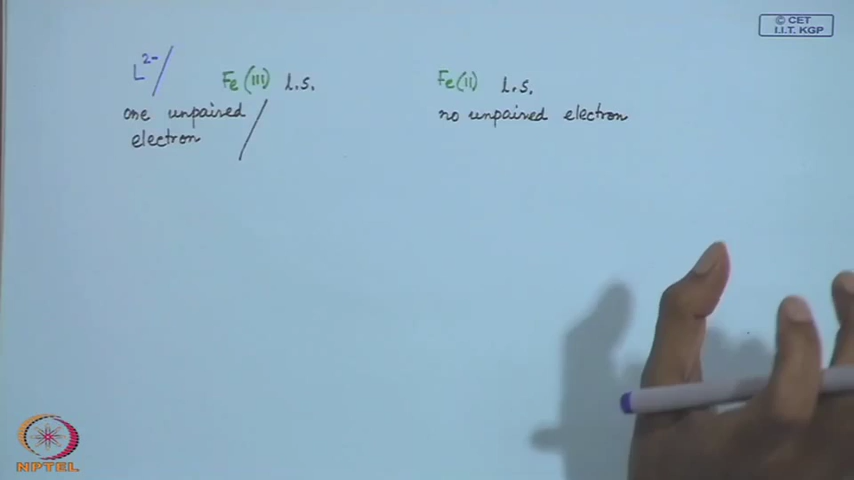 © CET
I.I.T. KGP
L²⁻/ Fe(III) l.s. Fe(II) l.s.
one unpaired / no unpaired electron
electron
NPTEL